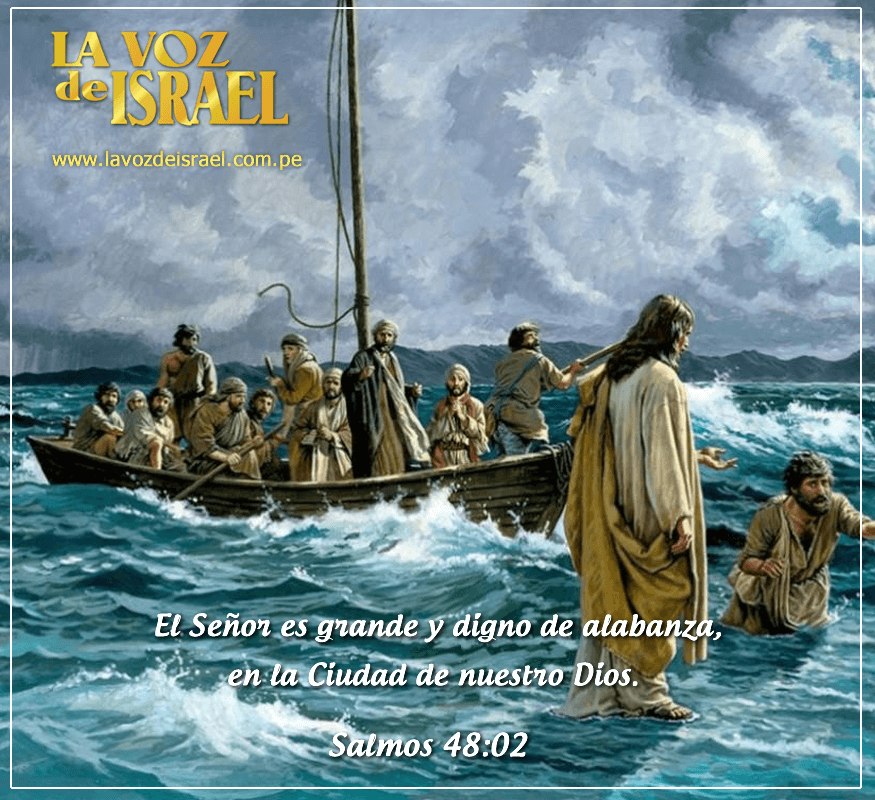 LA VOZ
de ISRAEL
www.lavozdeisrael.com.pe
El Señor es grande y digno de alabanza,
en la Ciudad de nuestro Dios.
Salmos 48:02